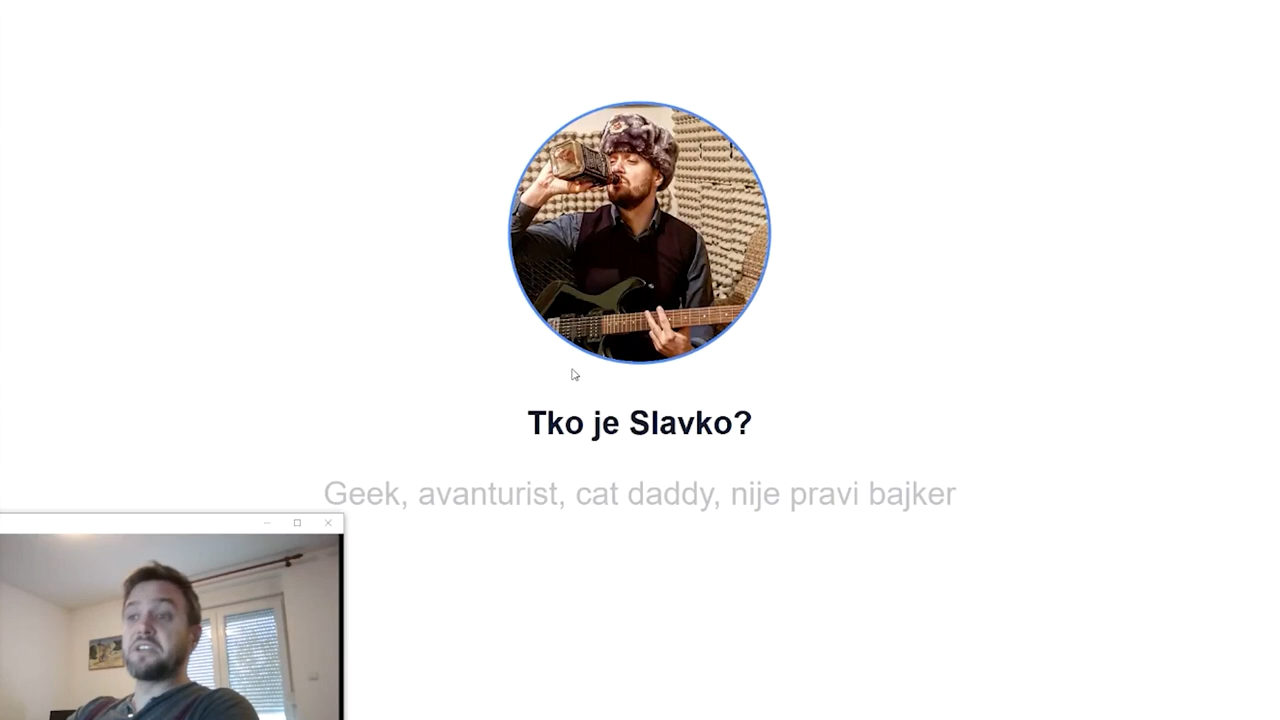 Tko je Slavko?
Geek, avanturist, cat daddy, nije pravi bajker